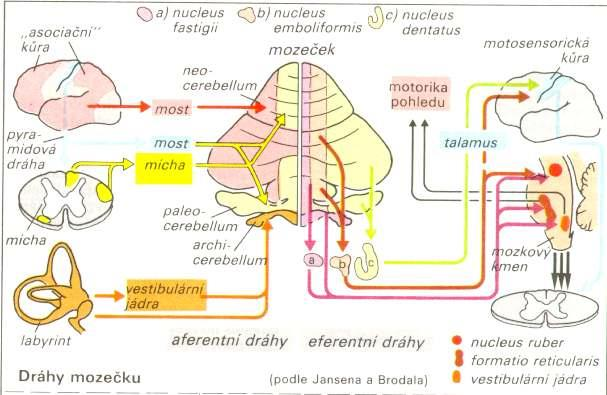 a) nucleus
fastigii
b) nucleus
emboliformis
c) nucleus
dentatus
„asociační"
kůra
mozeček
neo-
cerebellum
motosensorická
kůra
motorika
pohledu
most
pyra-
midová
dráha
most
talamus
mícha
paleo-
cerebellum
mícha
archi-
cerebellum
a
b
c
mozkový
kmen
vestibulární
jádra
labyrint
aferentní dráhy
eferentní dráhy
nucleus ruber
formatio reticularis
vestibulární jádra
Dráhy mozečku
(podle Jansena a Brodala)